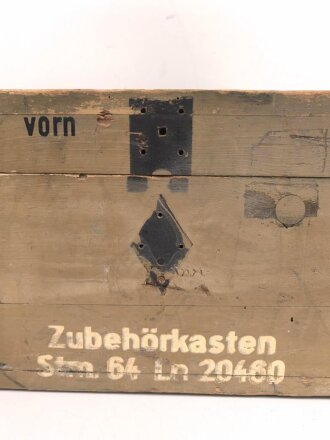 vorn
Zubehörkasten
Stm. 64 Ln 20460